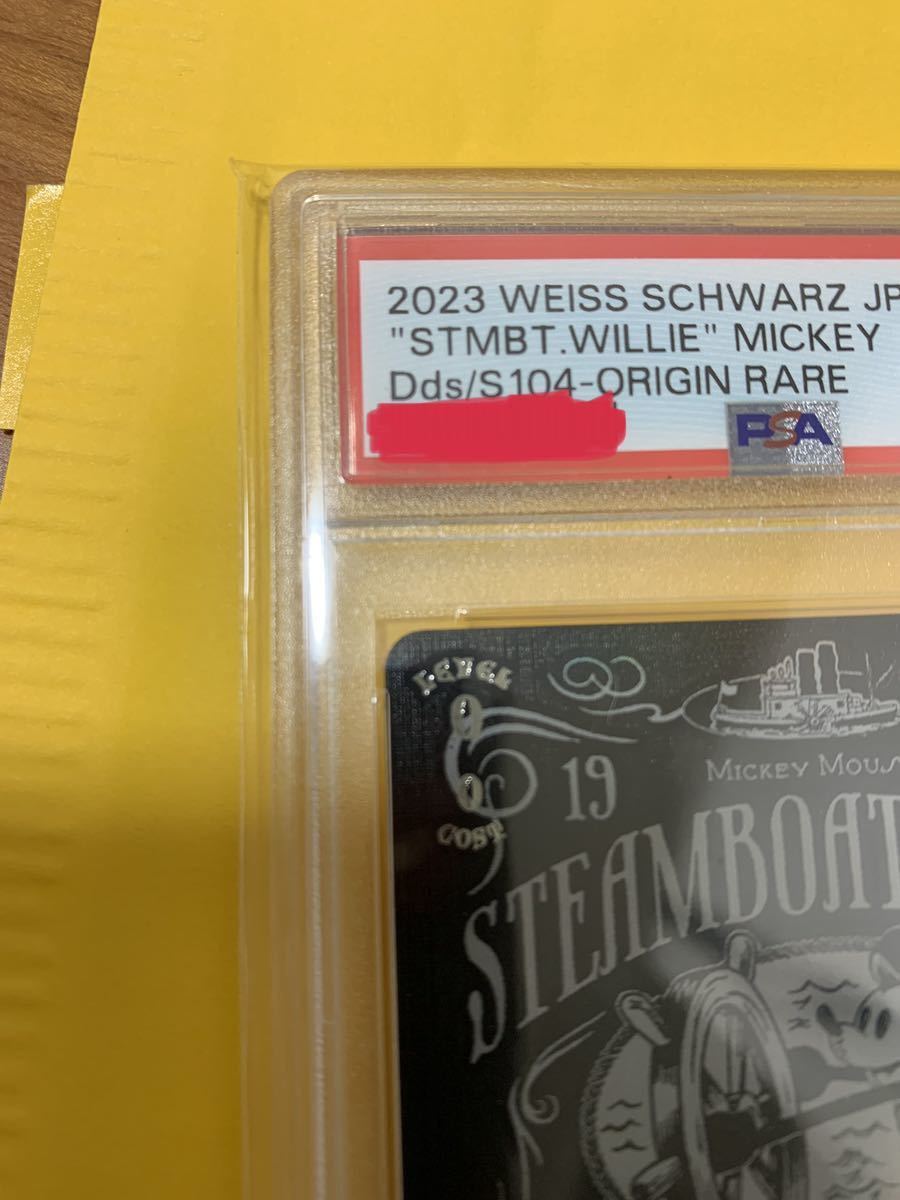 2023 WEISS SCHWARZ JP
"STMBT.WILLIE" MICKEY
Dds/S104-ORIGIN RARE
PSA
LEVEL
0
0
COST
19
MICKEY MOUS
STEAMBOAT